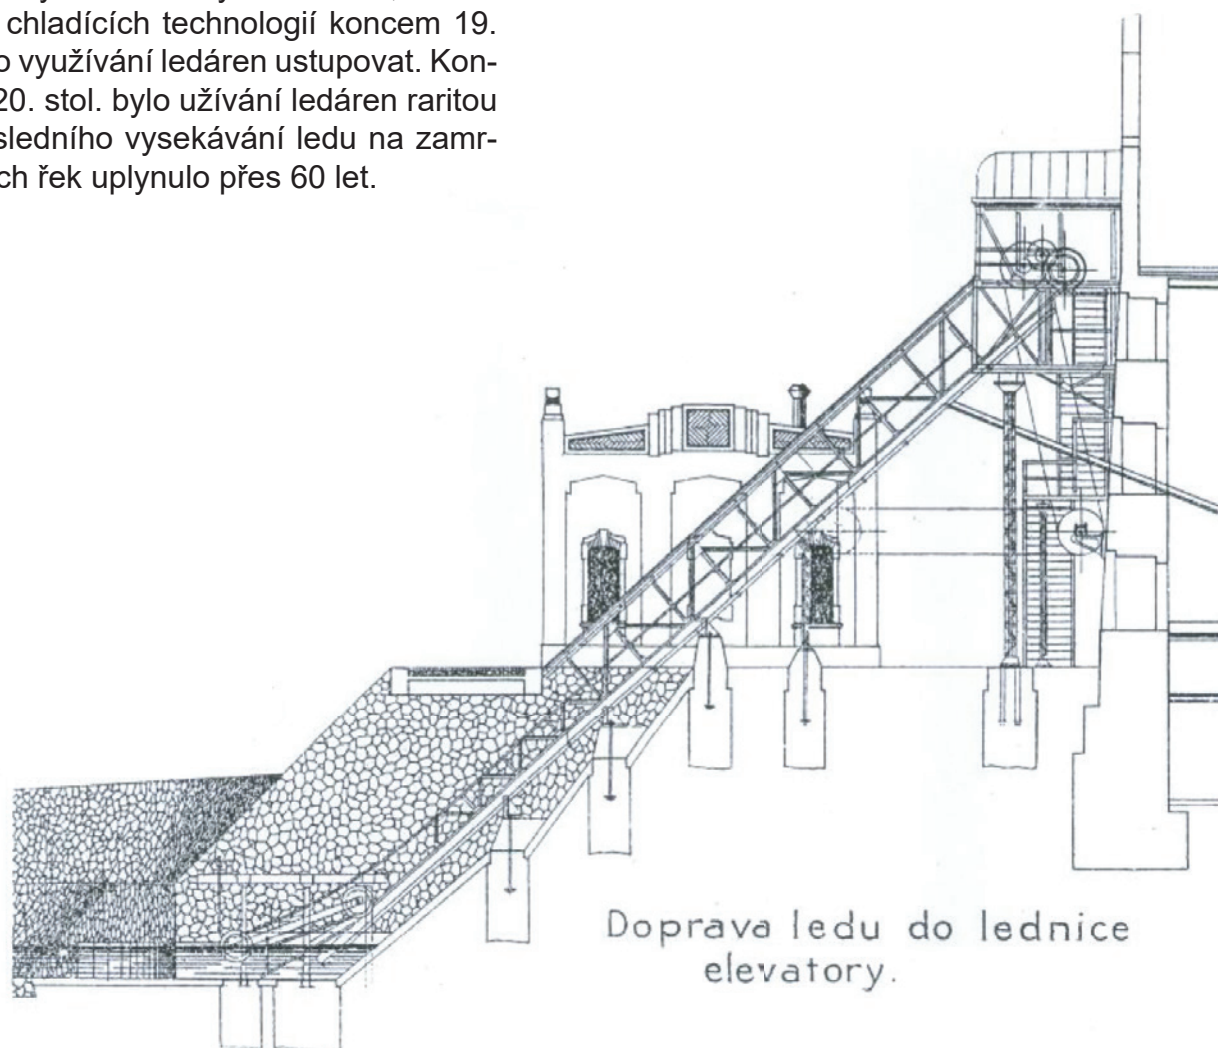 chladících technologií koncem 19.
využívání ledáren ustupovat. Kon-
20. stol. bylo užívání ledáren raritou
sledního vysekávání ledu na zamr-
ch řek uplynulo přes 60 let.
Doprava ledu do lednice
elevatory.